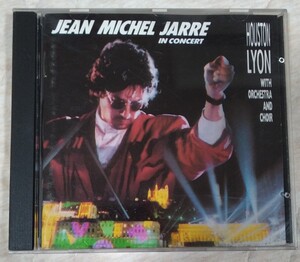 JEAN MICHEL JARRE
IN CONCERT
HOUSTON
LYON
WITH
ORCHESTRA
AND
CHOIR